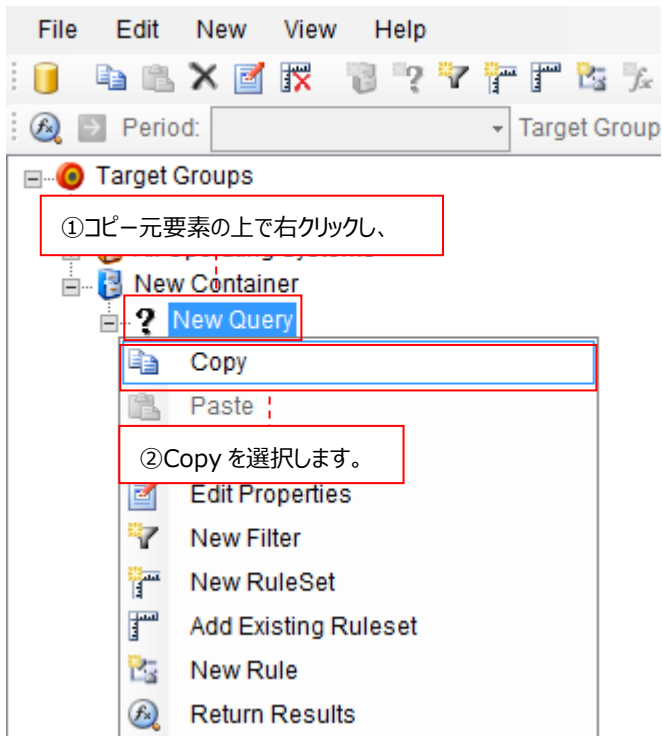 File Edit New View Help
Period: Target Group
Target Groups
①コピー元要素の上で右クリックし、
New Container
? New Query
Copy
Paste
②Copy を選択します。
Edit Properties
New Filter
New RuleSet
Add Existing Ruleset
New Rule
Return Results